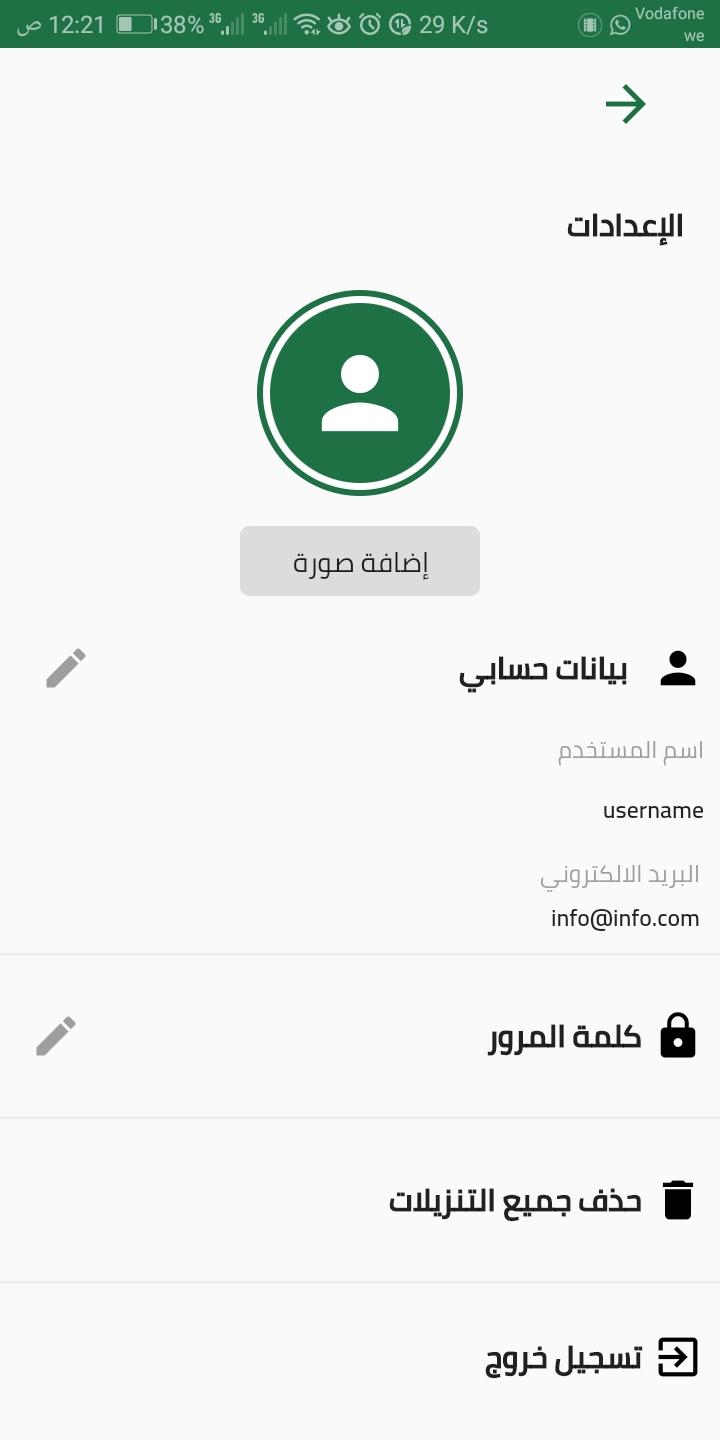 ص 12:21 38% 3G 3G 29 K/s Vodafone
we
الإعدادات
إضافة صورة
بيانات حسابي
اسم المستخدم
username
البريد الالكتروني
info@info.com
كلمة المرور
حذف جميع التنزيلات
تسجيل خروج